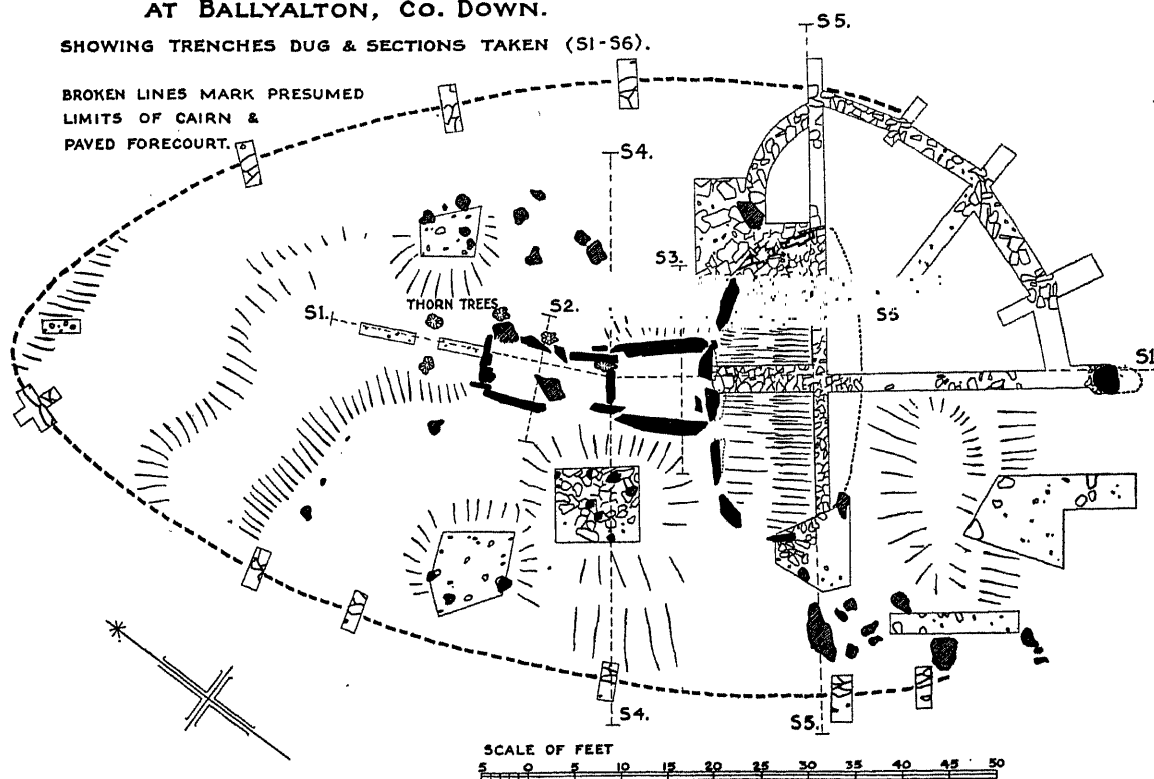 AT BALLYALTON, CO. DOWN.
SHOWING TRENCHES DUG & SECTIONS TAKEN (S1-S6).
BROKEN LINES MARK PRESUMED
LIMITS OF CAIRN &
PAVED FORECOURT.
S5.
S4.
S3.
THORN TREES
S1.
S2.
S6
S1
S4.
S5.
SCALE OF FEET
5 0 5 10 15 20 25 30 35 40 45 50